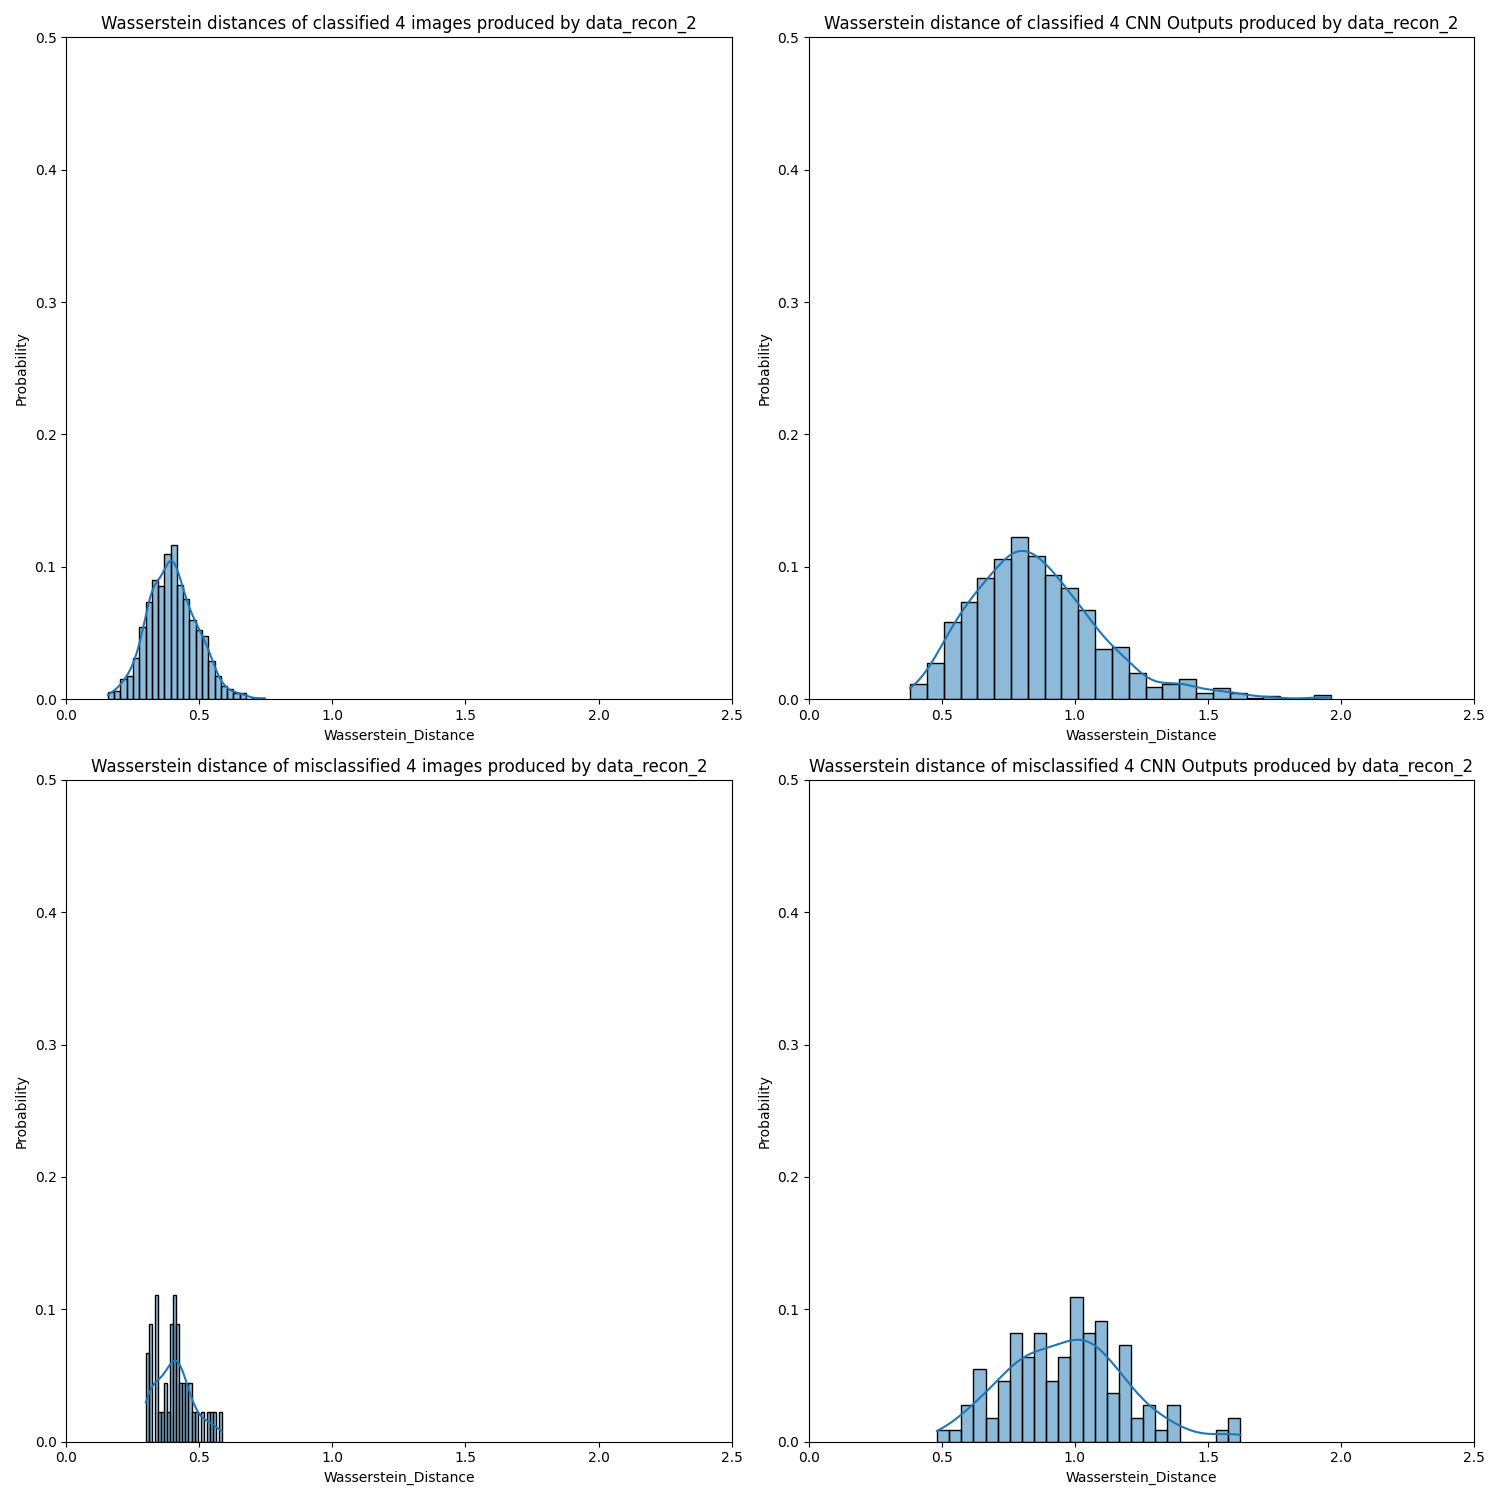 Wasserstein distances of classified 4 images produced by data_recon_2
0.5
0.4
0.3
0.2
0.1
0.0
Probability
0.0 0.5 1.0 1.5 2.0 2.5
Wasserstein_Distance
Wasserstein distance of classified 4 CNN Outputs produced by data_recon_2
0.5
0.4
0.3
0.2
0.1
0.0
Probability
0.0 0.5 1.0 1.5 2.0 2.5
Wasserstein_Distance
Wasserstein distance of misclassified 4 images produced by data_recon_2
0.5
0.4
0.3
0.2
0.1
0.0
Probability
0.0 0.5 1.0 1.5 2.0 2.5
Wasserstein_Distance
Wasserstein distance of misclassified 4 CNN Outputs produced by data_recon_2
0.5
0.4
0.3
0.2
0.1
0.0
Probability
0.0 0.5 1.0 1.5 2.0 2.5
Wasserstein_Distance